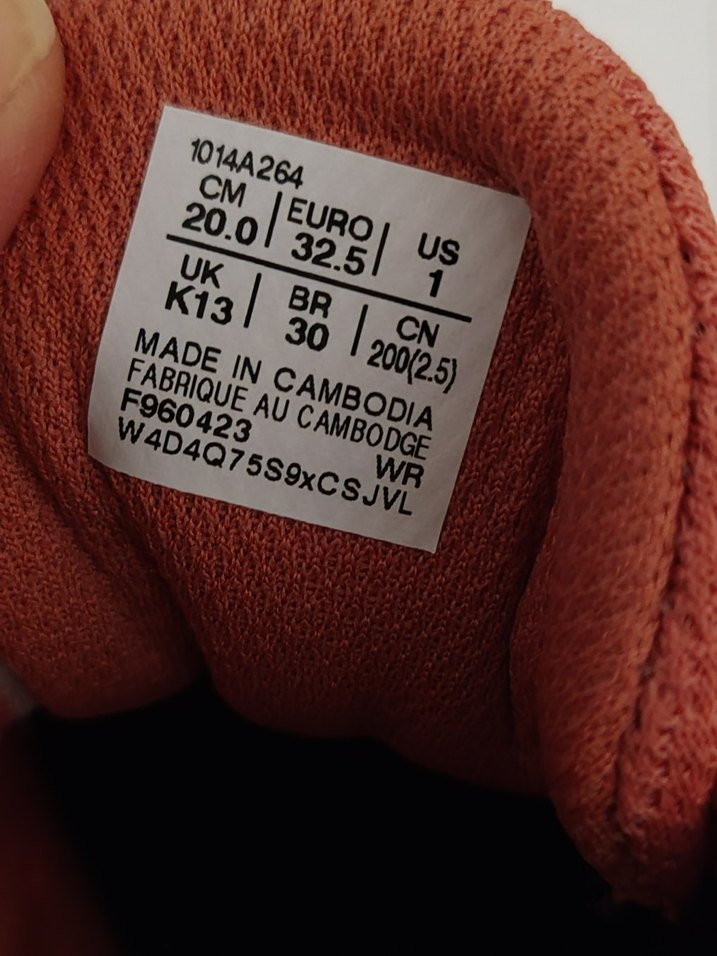 1014A264
CM | EURO | US
20.0 | 32.5 | 1
UK | BR | CN
K13 | 30 | 200(2.5)
MADE IN CAMBODIA
FABRIQUE AU CAMBODGE
F960423 WR
W4D4Q75S9xCSJVL